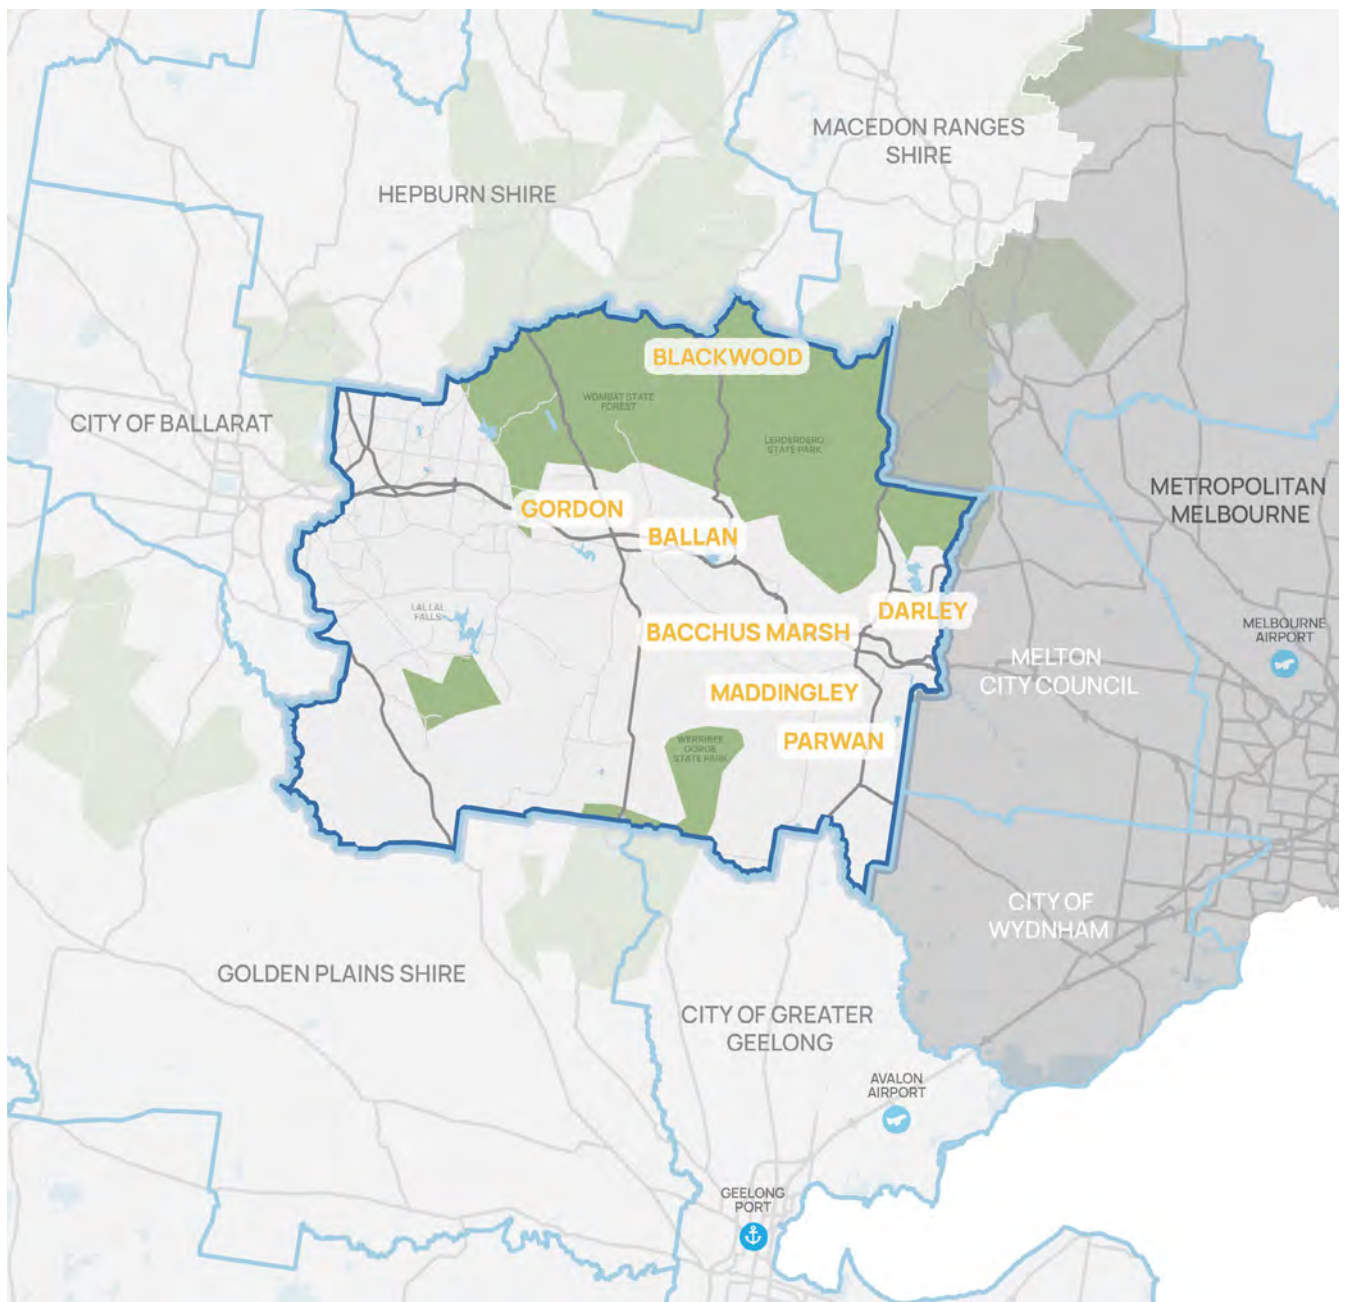 MACEDON RANGES
SHIRE
HEPBURN SHIRE
BLACKWOOD
WOMBAT STATE
FOREST
CITY OF BALLARAT
LERDERDERG
STATE PARK
METROPOLITAN
MELBOURNE
GORDON
BALLAN
LALLAL
FALLS
DARLEY
BACCHUS MARSH
MELBOURNE
AIRPORT
MELTON
CITY COUNCIL
MADDINGLEY
PARWAN
WERRIBEE
GORGE
STATE PARK
CITY OF
WYDNHAM
GOLDEN PLAINS SHIRE
CITY OF GREATER
GEELONG
AVALON
AIRPORT
GEELONG
PORT